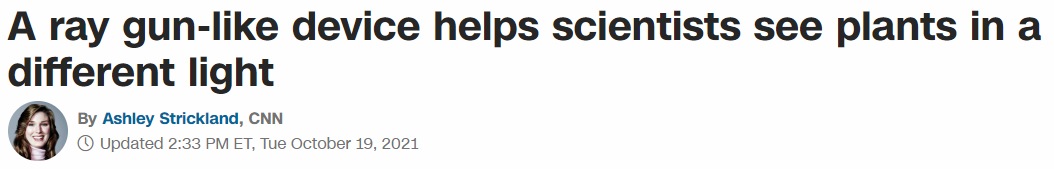 A ray gun-like device helps scientists see plants in a
different light
By Ashley Strickland, CNN
Updated 2:33 PM ET, Tue October 19, 2021